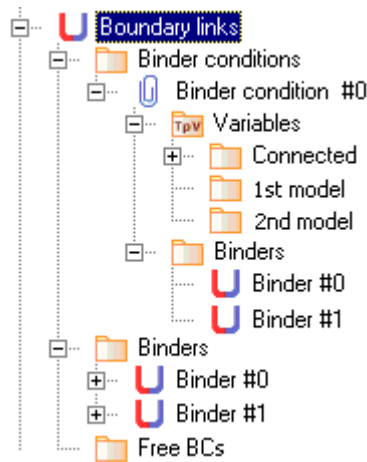 Boundary links
Binder conditions
Binder condition #0
TpV Variables
Connected
1st model
2nd model
Binders
Binder #0
Binder #1
Binders
Binder #0
Binder #1
Free BCs